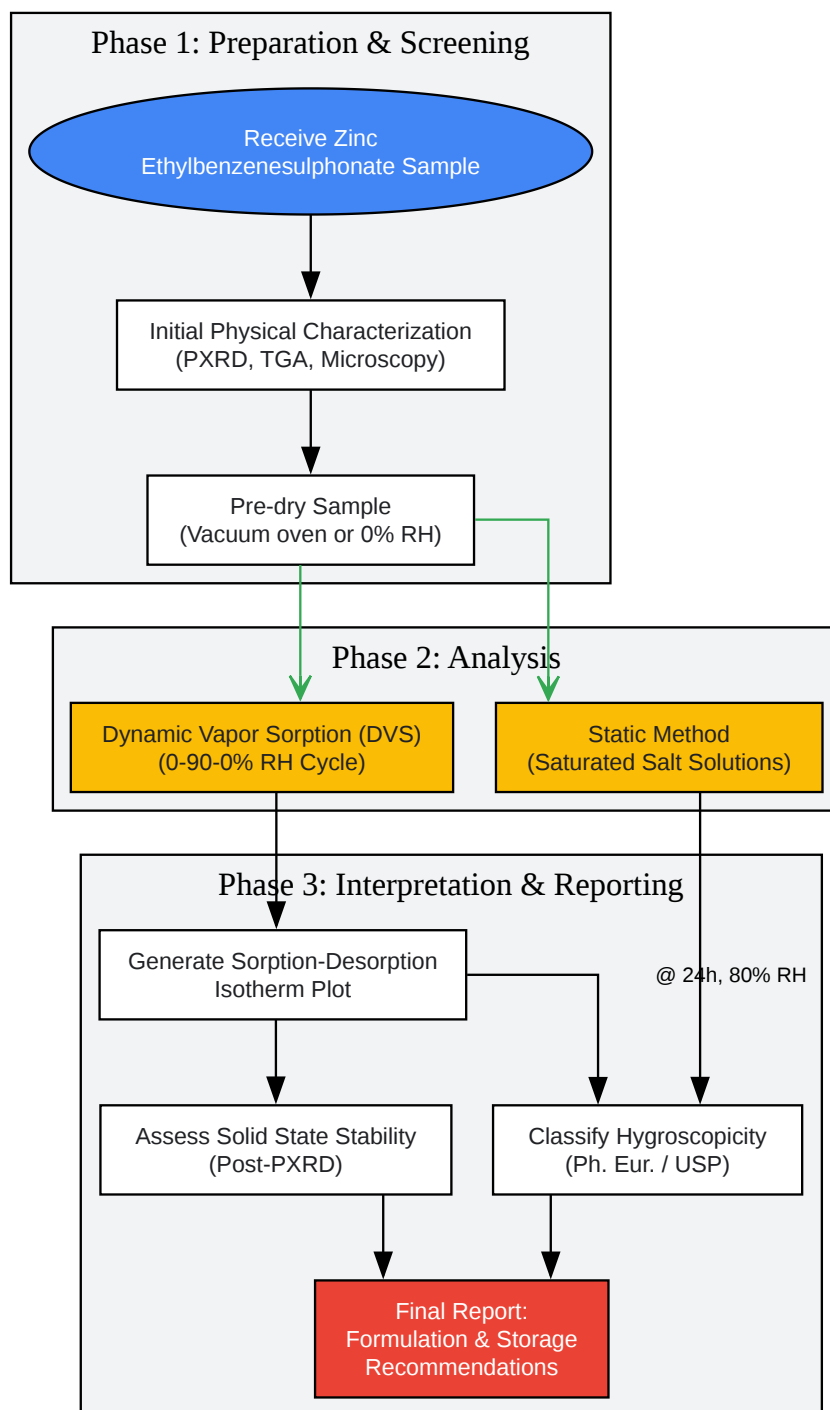 Phase 1: Preparation & Screening
Receive Zinc
Ethylbenzenesulphonate Sample
Initial Physical Characterization
(PXRD, TGA, Microscopy)
Pre-dry Sample
(Vacuum oven or 0% RH)
Phase 2: Analysis
Dynamic Vapor Sorption (DVS)
(0-90-0% RH Cycle)
Static Method
(Saturated Salt Solutions)
Phase 3: Interpretation & Reporting
Generate Sorption-Desorption
Isotherm Plot
@ 24h, 80% RH
Assess Solid State Stability
(Post-PXRD)
Classify Hygroscopicity
(Ph. Eur. / USP)
Final Report:
Formulation & Storage
Recommendations